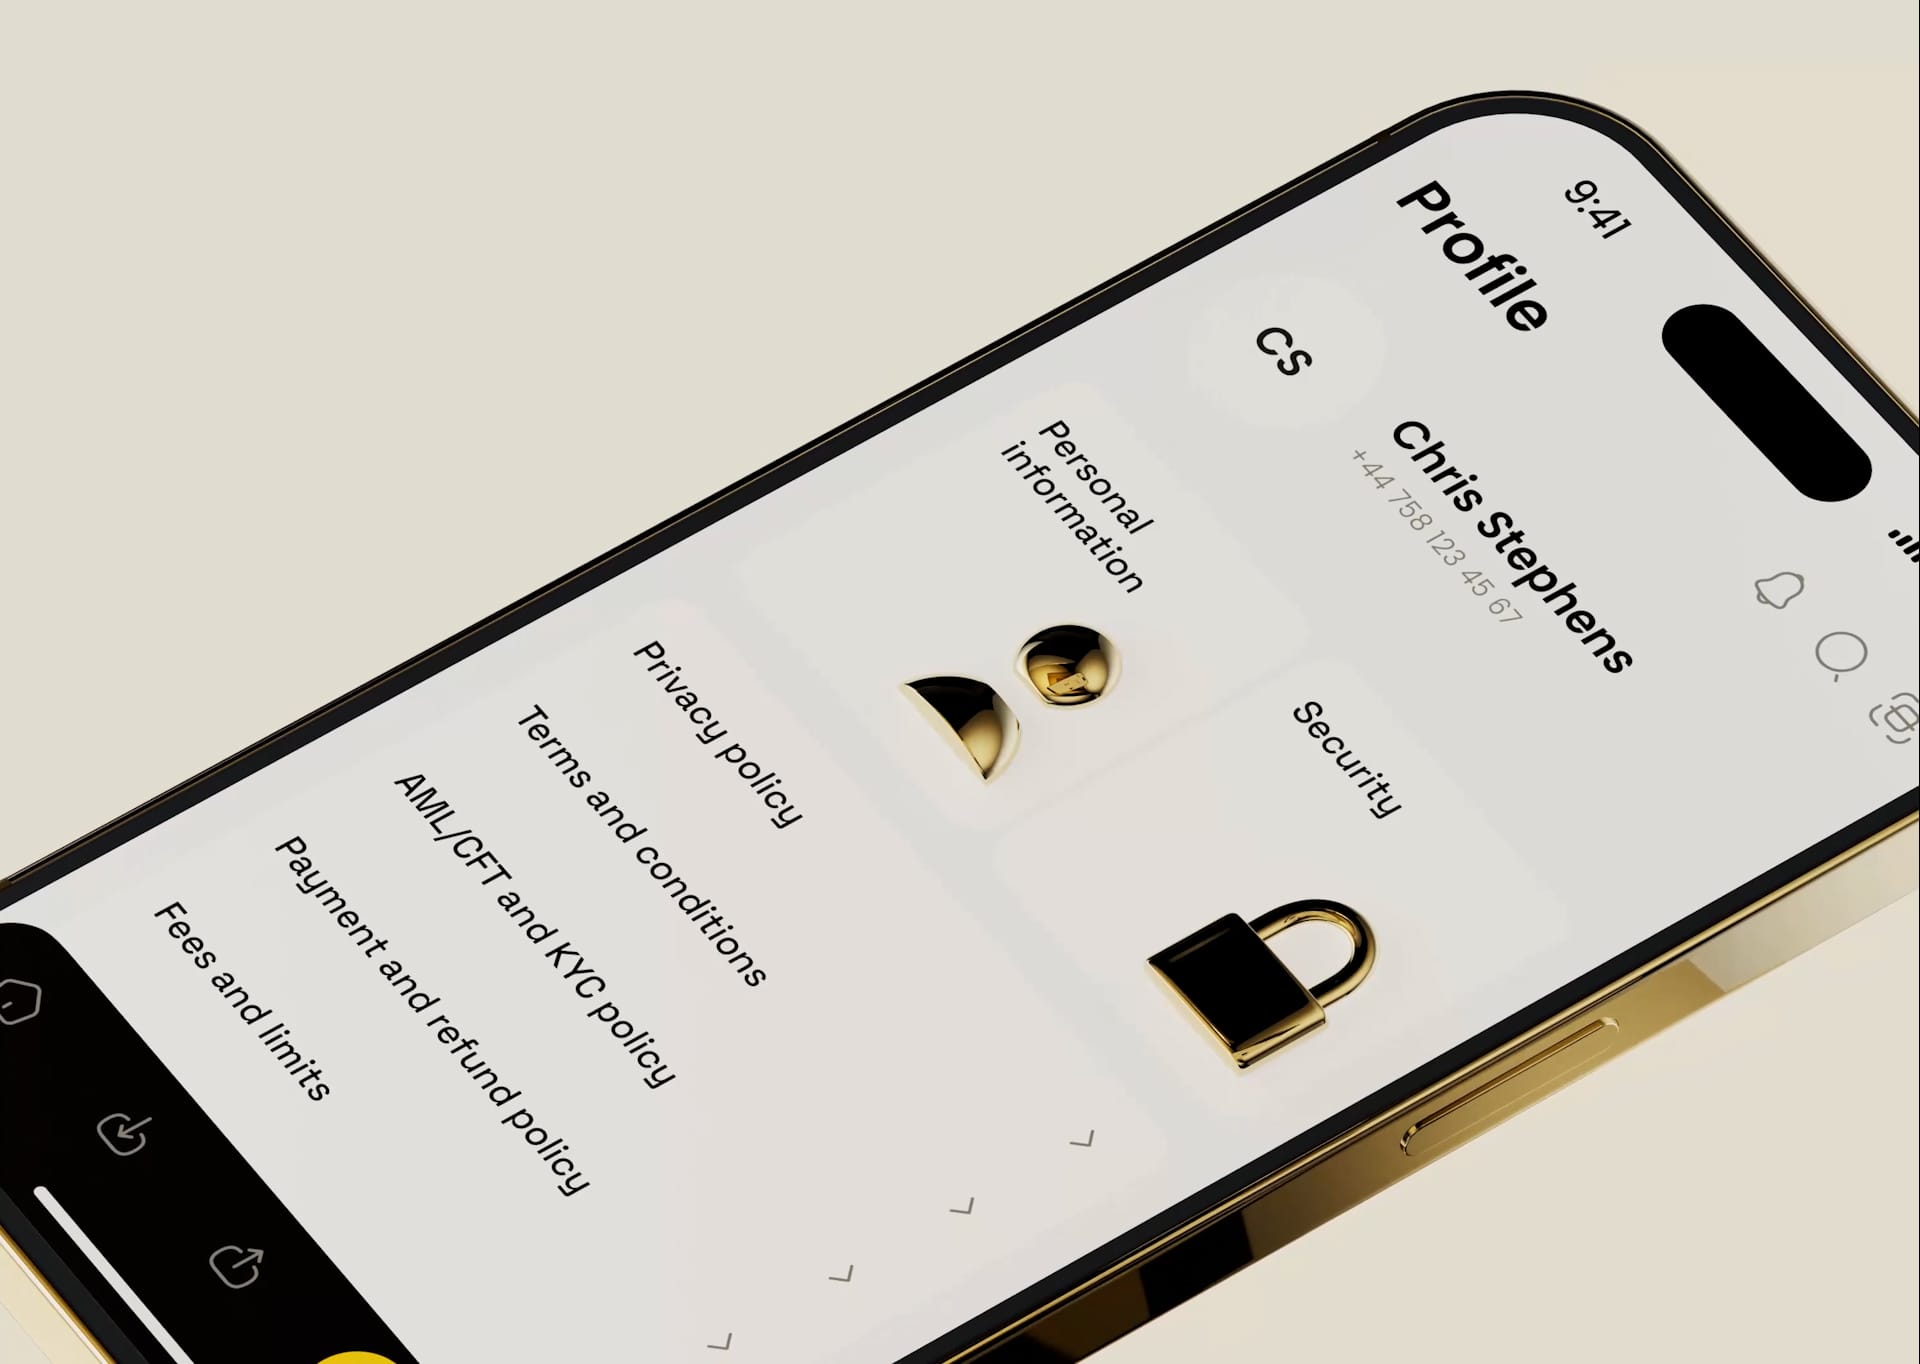 9:41
Profile
CS
Chris Stephens
+44 758 123 45 67
Personal
information
Security
Privacy policy
Terms and conditions
AML/CFT and KYC policy
Payment and refund policy
Fees and limits